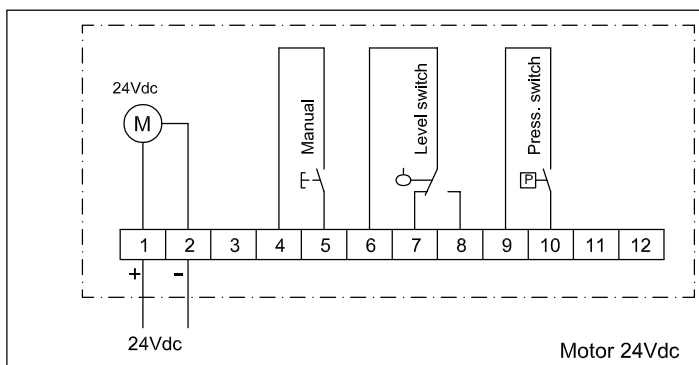 24Vdc
M
Manual
Level switch
Press. switch
P
1 2 3 4 5 6 7 8 9 10 11 12
+ -
24Vdc
Motor 24Vdc